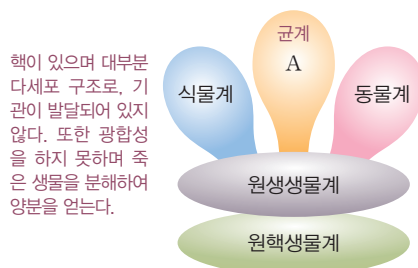 핵이 있으며 대부분
다세포 구조로, 기
관이 발달되어 있지
않다. 또한 광합성
을 하지 못하며 죽
은 생물을 분해하여
양분을 얻는다.
균계
A
식물계
동물계
원생생물계
원핵생물계